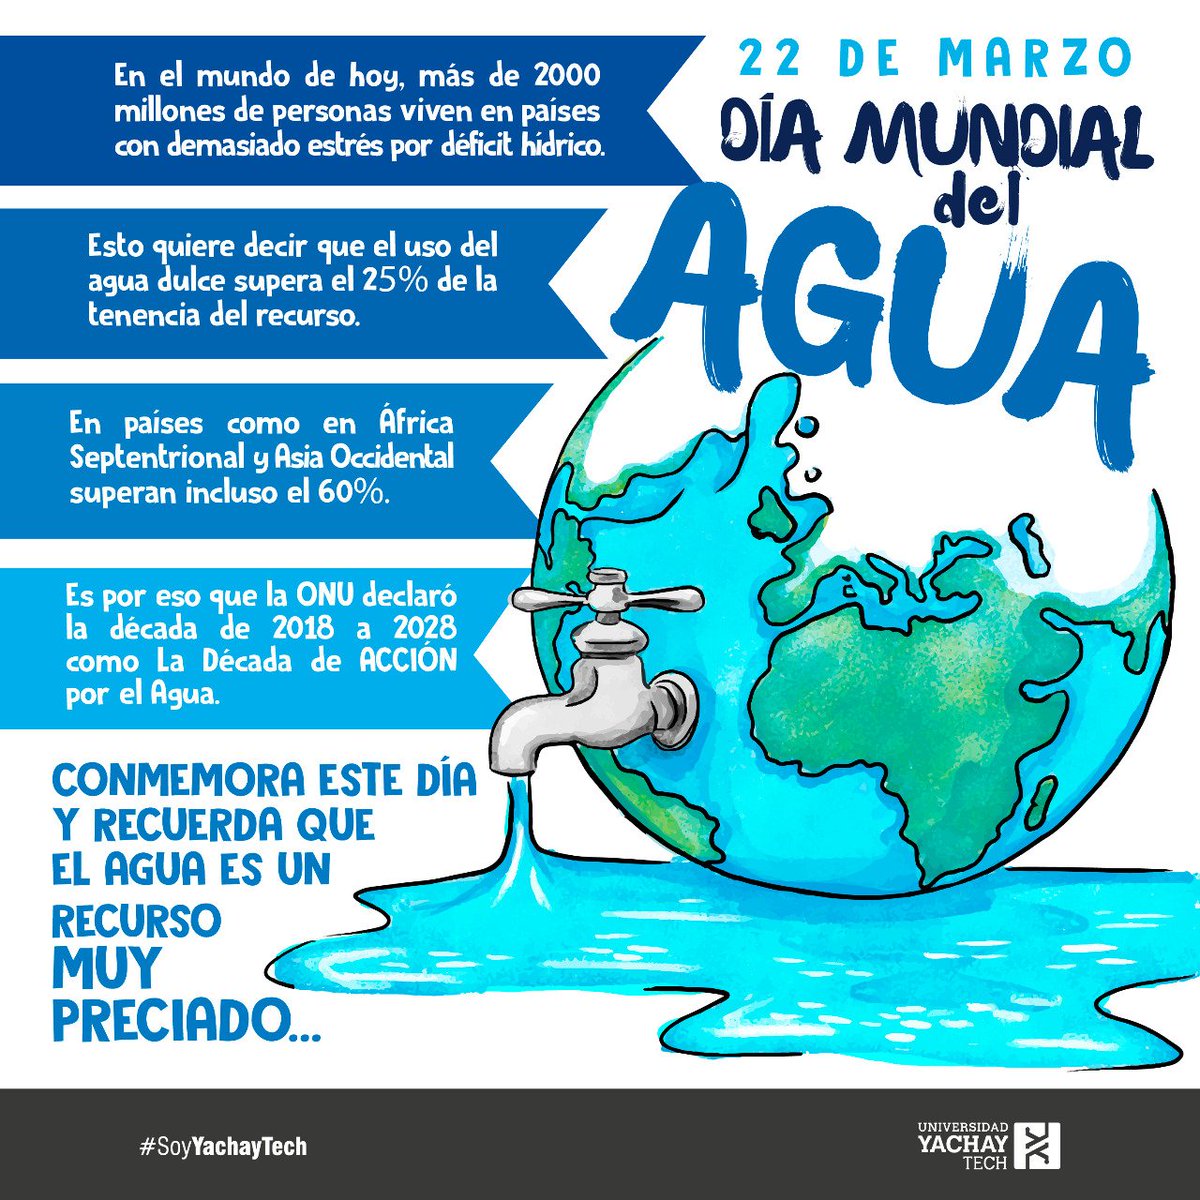 22 DE MARZO
DÍA MUNDIAL
del
AGUA
En el mundo de hoy, más de 2000
millones de personas viven en países
con demasiado estrés por déficit hídrico.
Esto quiere decir que el uso del
agua dulce supera el 25% de la
tenencia del recurso.
En países como en África
Septentrional y Asia Occidental
superan incluso el 60%.
Es por eso que la ONU declaró
la década de 2018 a 2028
como La Década de ACCIÓN
por el Agua.
CONMEMORA ESTE DÍA
Y RECUERDA QUE
EL AGUA ES UN
RECURSO
MUY
PRECIADO...
#SoyYachayTech
UNIVERSIDAD
YACHAY
TECH